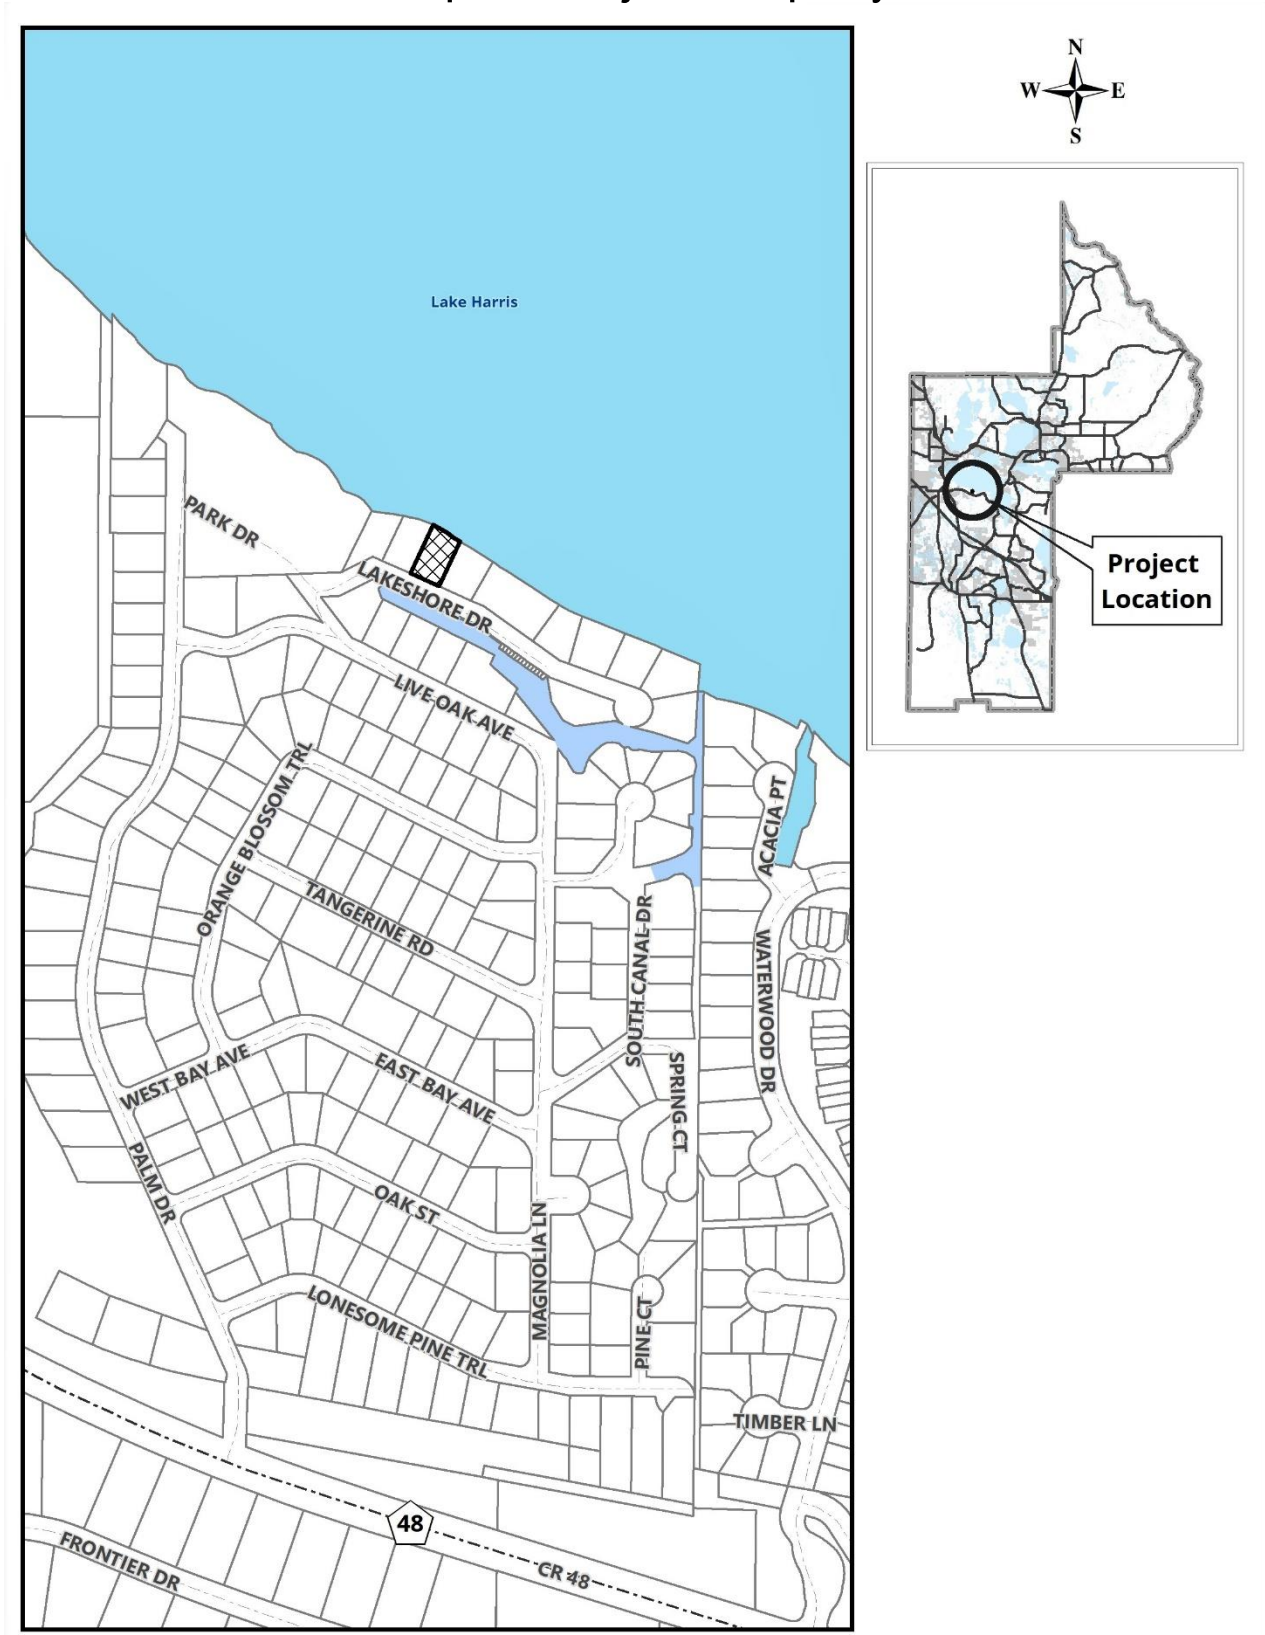 N
W E
S
Lake Harris
PARK DR
LAKESHORE DR
Project
Location
LIVE OAK AVE
ORANGE BLOSSOM TRL
ACACIA PT
TANGERINE RD
SOUTH CANAL DR
WATERWOOD DR
WEST BAY AVE
EAST BAY AVE
SPRING CT
PALM DR
OAK ST
MAGNOLIA LN
LONESOME PINE TRL
PINE CT
TIMBER LN
48
FRONTIER DR
CR 48